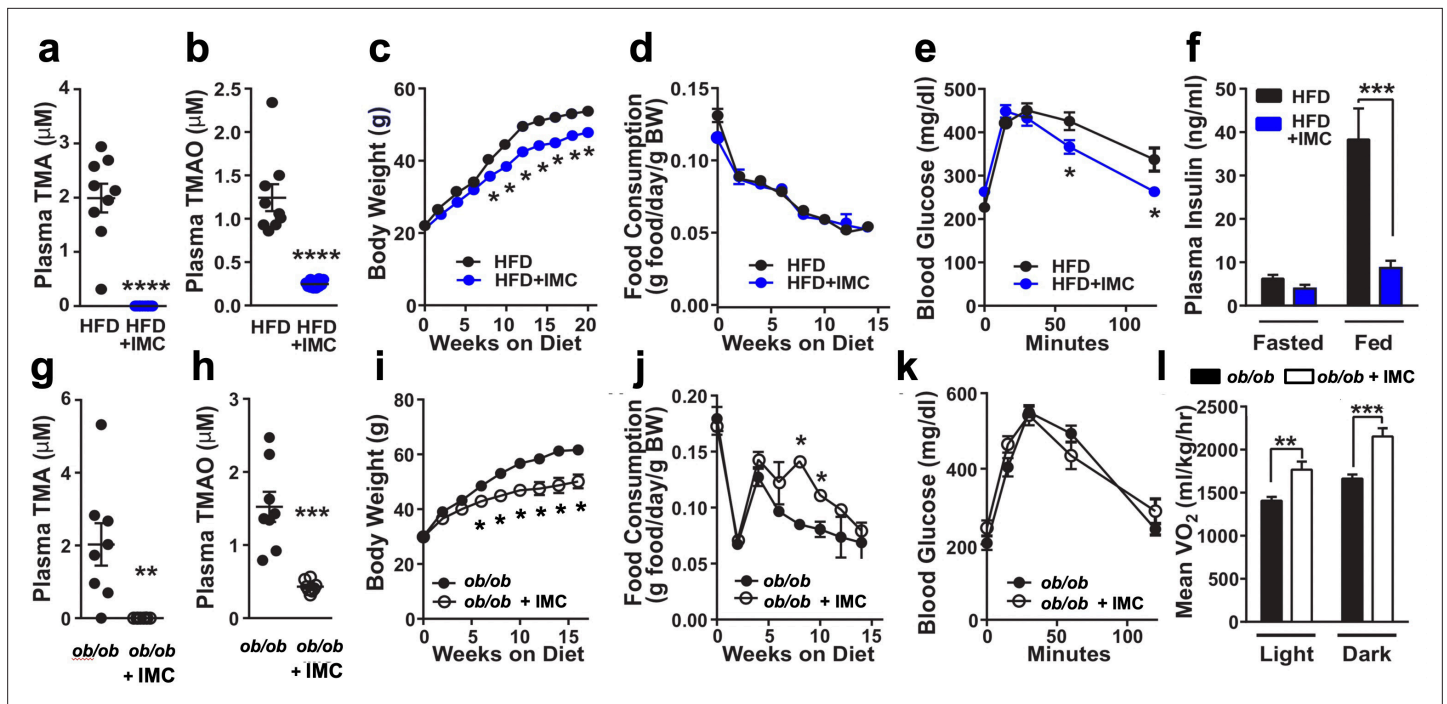 a
Plasma TMA (μM)
4
3
2
1
0
****
HFD HFD
+IMC
b
Plasma TMAO (μM)
2.5
2.0
1.5
1.0
0.5
0.0
****
HFD HFD
+IMC
c
Body Weight (g)
60
40
20
0
* * * * * * *
HFD
HFD+IMC
0 5 10 15 20
Weeks on Diet
d
Food Consumption
(g food/day/g BW)
0.15
0.10
0.05
0.00
HFD
HFD+IMC
0 5 10 15
Weeks on Diet
e
Blood Glucose (mg/dl)
500
400
300
200
100
0
*
*
HFD
HFD+IMC
0 50 100
Minutes
f
Plasma Insulin (ng/ml)
50
40
30
20
10
0
HFD
HFD
+IMC
***
Fasted Fed
g
Plasma TMA (μM)
6
4
2
0
**
ob/ob ob/ob
+ IMC
h
Plasma TMAO (μM)
3
2
1
0
***
ob/ob ob/ob
+ IMC
i
Body Weight (g)
80
60
40
20
0
* * * * * *
ob/ob
ob/ob + IMC
0 5 10 15
Weeks on Diet
j
Food Consumption
(g food/day/g BW)
0.20
0.15
0.10
0.05
0.00
*
*
ob/ob
ob/ob + IMC
0 5 10 15
Weeks on Diet
k
Blood Glucose (mg/dl)
600
400
200
0
ob/ob
ob/ob + IMC
0 50 100
Minutes
l
ob/ob ob/ob + IMC
Mean VO2 (ml/kg/hr)
2500
2000
1500
1000
500
0
**
***
Light Dark